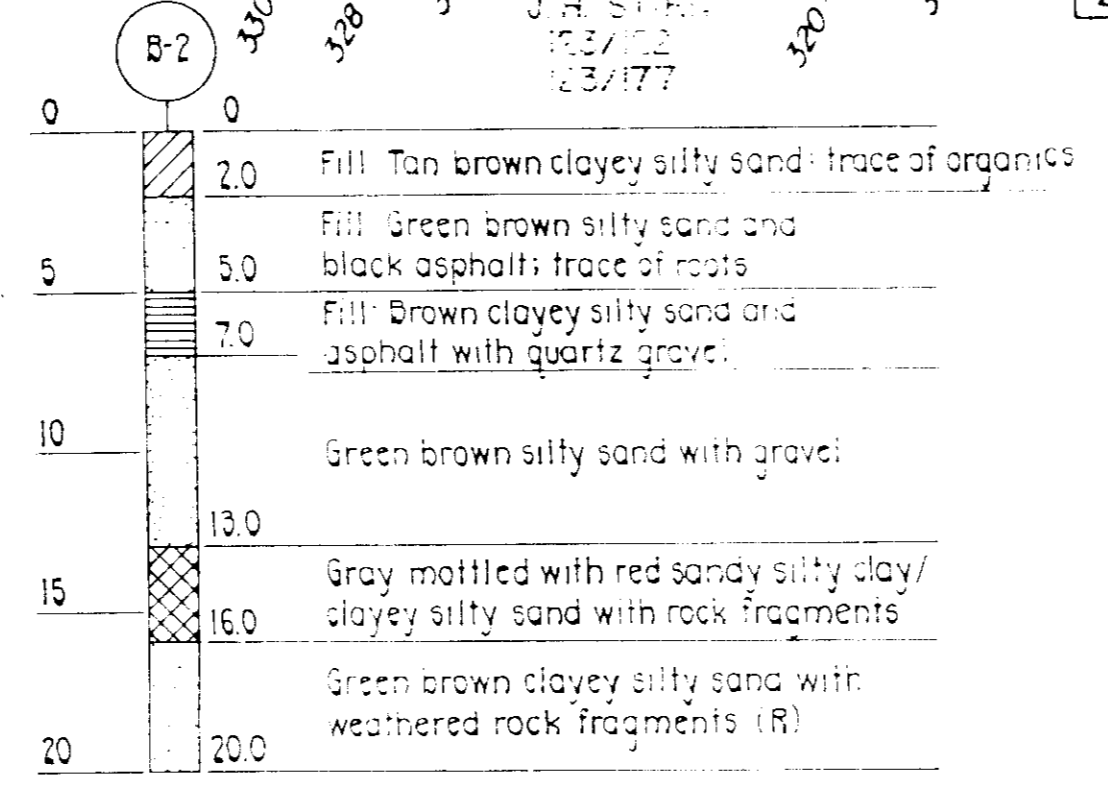 B-2
330
328
320
J. H.
123/177
0
0
2.0
Fill Tan brown clayey silty sand: trace of organics
Fill Green brown silty sand and
5
5.0
black asphalt; trace of roots
Fill: Brown clayey silty sand and
7.0
asphalt with quartz gravel
10
Green brown silty sand with gravel
13.0
Gray mottled with red sandy silty clay/
15
16.0
clayey silty sand with rock fragments
Green brown clayey silty sand with
weathered rock fragments (R)
20
20.0